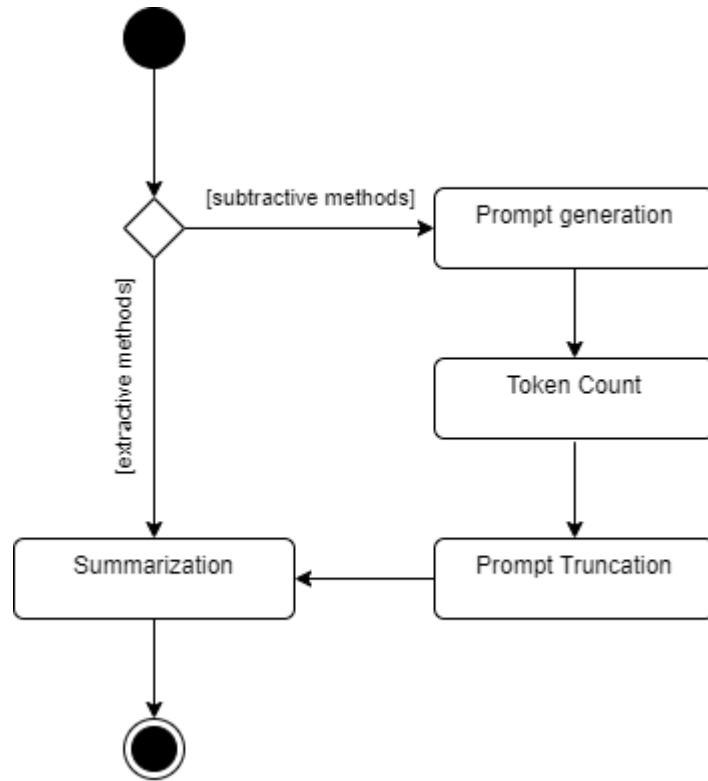 [subtractive methods]
Prompt generation
[extractive methods]
Token Count
Summarization
Prompt Truncation